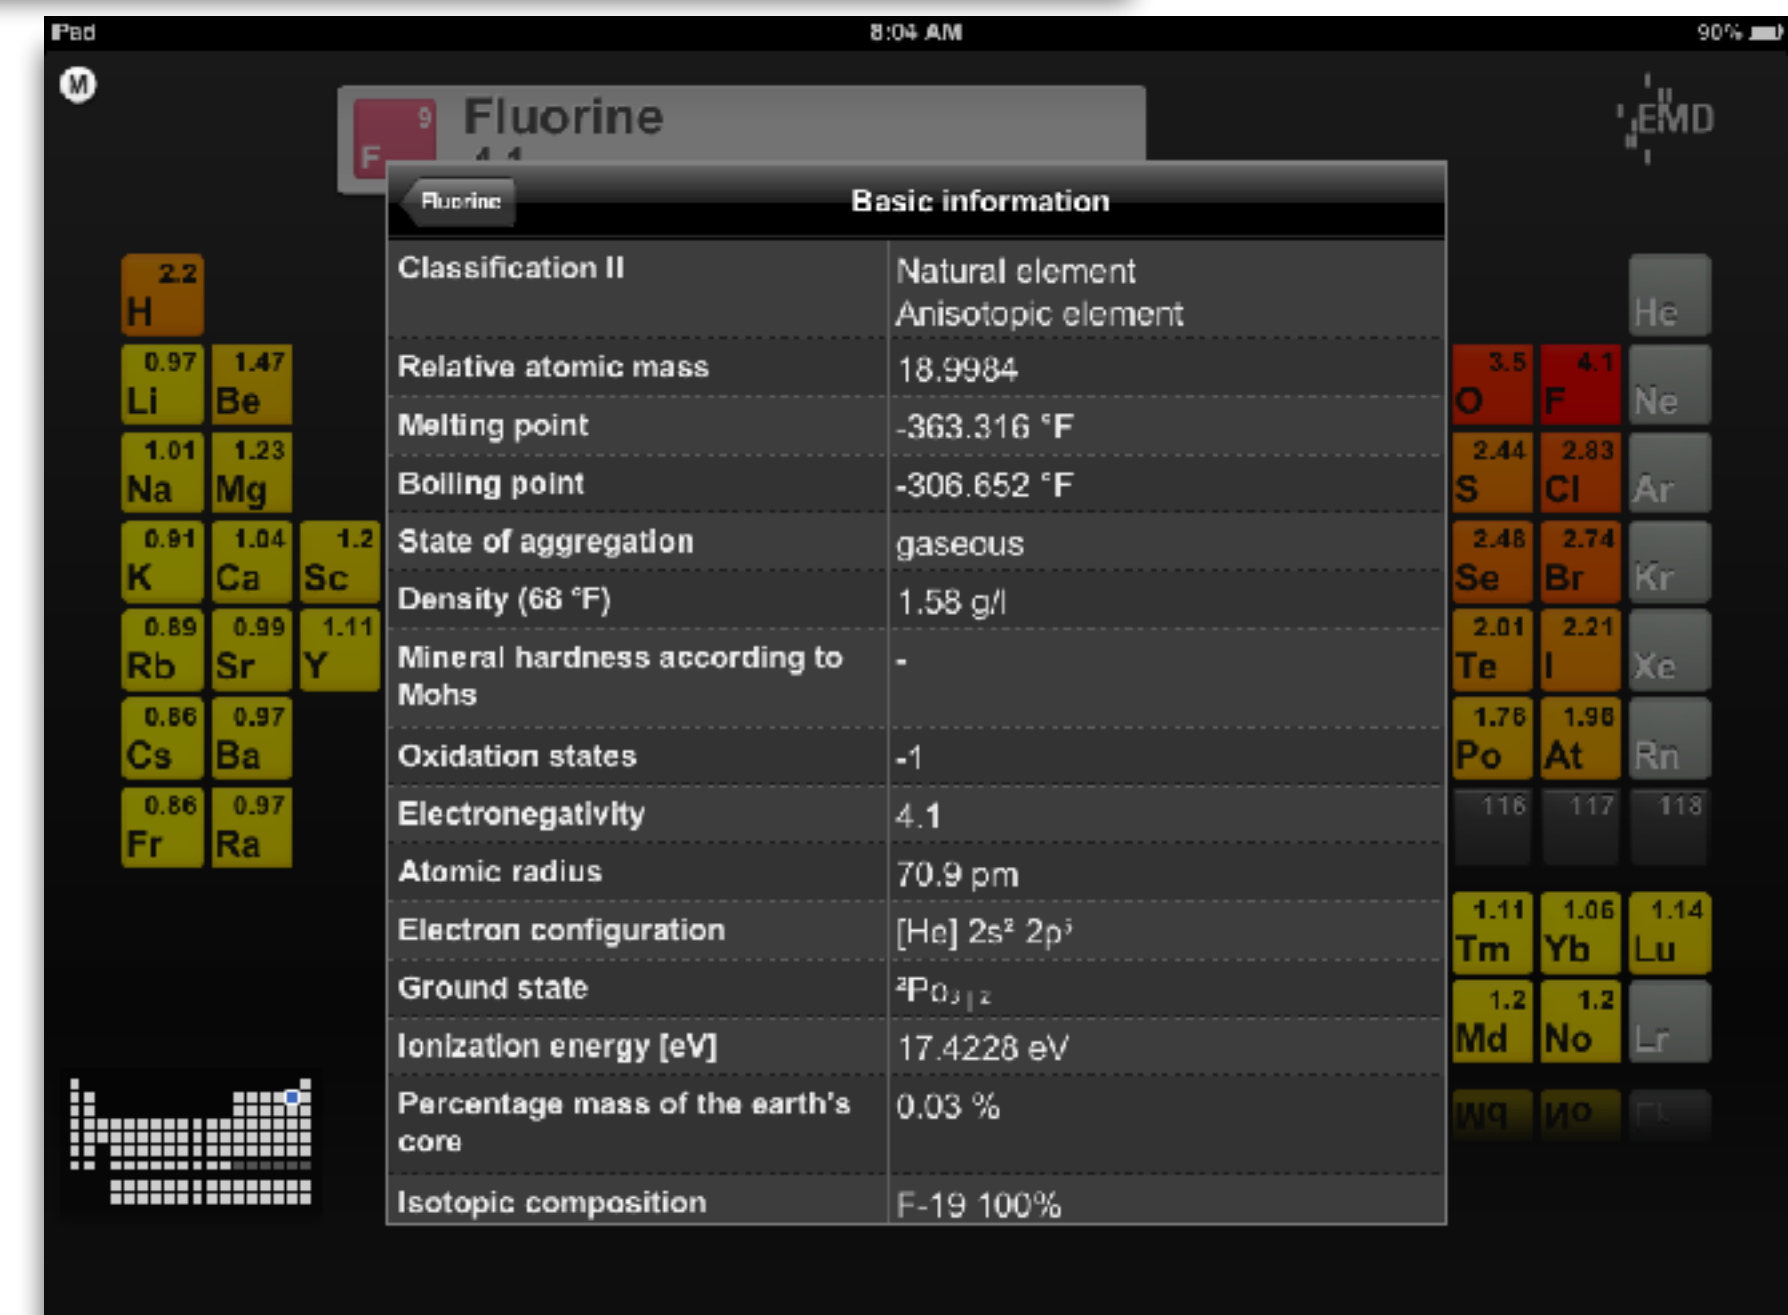 iPad 8:04 AM 90%
M
9 Fluorine
F 4.1
EMD
Fluorine Basic information
Classification II Natural element
Anisotopic element
Relative atomic mass 18.9984
Melting point -363.316 °F
Boiling point -306.652 °F
State of aggregation gaseous
Density (68 °F) 1.58 g/l
Mineral hardness according to -
Mohs
Oxidation states -1
Electronegativity 4.1
Atomic radius 70.9 pm
Electron configuration [He] 2s² 2p⁵
Ground state ²Po₃|₂
Ionization energy [eV] 17.4228 eV
Percentage mass of the earth's 0.03 %
core
Isotopic composition F-19 100%
2.2
H
0.97 1.47
Li Be
1.01 1.23
Na Mg
0.91 1.04 1.2
K Ca Sc
0.89 0.99 1.11
Rb Sr Y
0.86 0.97
Cs Ba
0.86 0.97
Fr Ra
He
3.5 4.1
O F Ne
2.44 2.83
S Cl Ar
2.48 2.74
Se Br Kr
2.01 2.21
Te I Xe
1.76 1.96
Po At Rn
116 117 118
1.11 1.06 1.14
Tm Yb Lu
1.2 1.2
Md No Lr